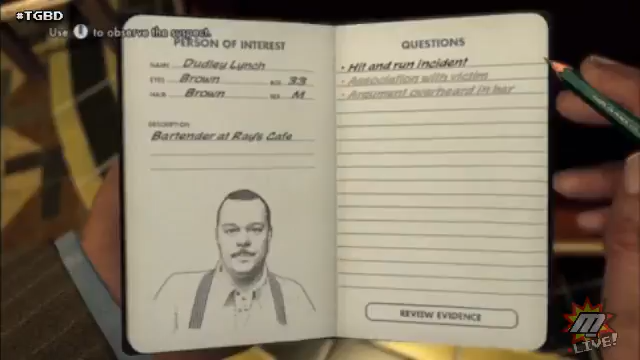 #TGBD
Use to observe the suspect.
PERSON OF INTEREST
NAME Dudley Lynch
EYES Brown AGE 33
HAIR Brown SEX M
DESCRIPTION
Bartender at Ray's Cafe
QUESTIONS
• Hit and run incident
• Association with victim
• Argument overheard in bar
REVIEW EVIDENCE
M
LIVE!